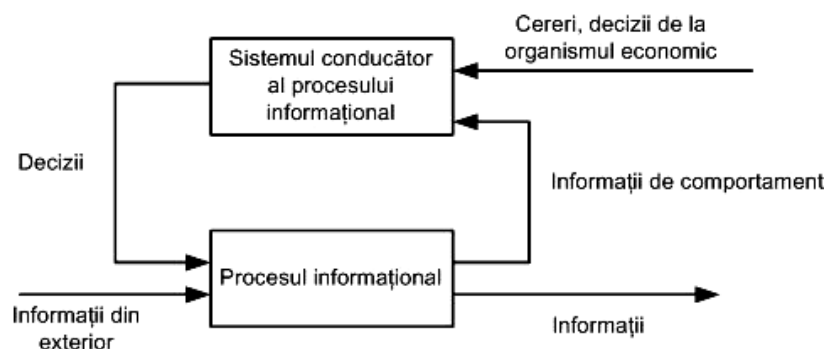 Cereri, decizii de la
organismul economic
Sistemul conducător
al procesului
informațional
Decizii
Informații de comportament
Procesul informațional
Informații din
exterior
Informații